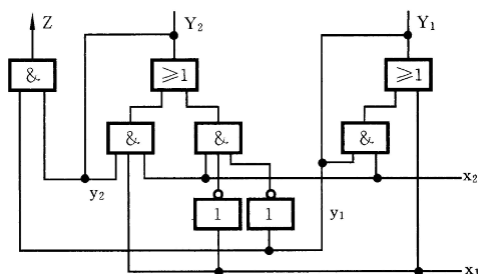 Z Y₂ Y₁
& ≥1 ≥1
& & &
x₂
y₂
1 1 y₁
x₁